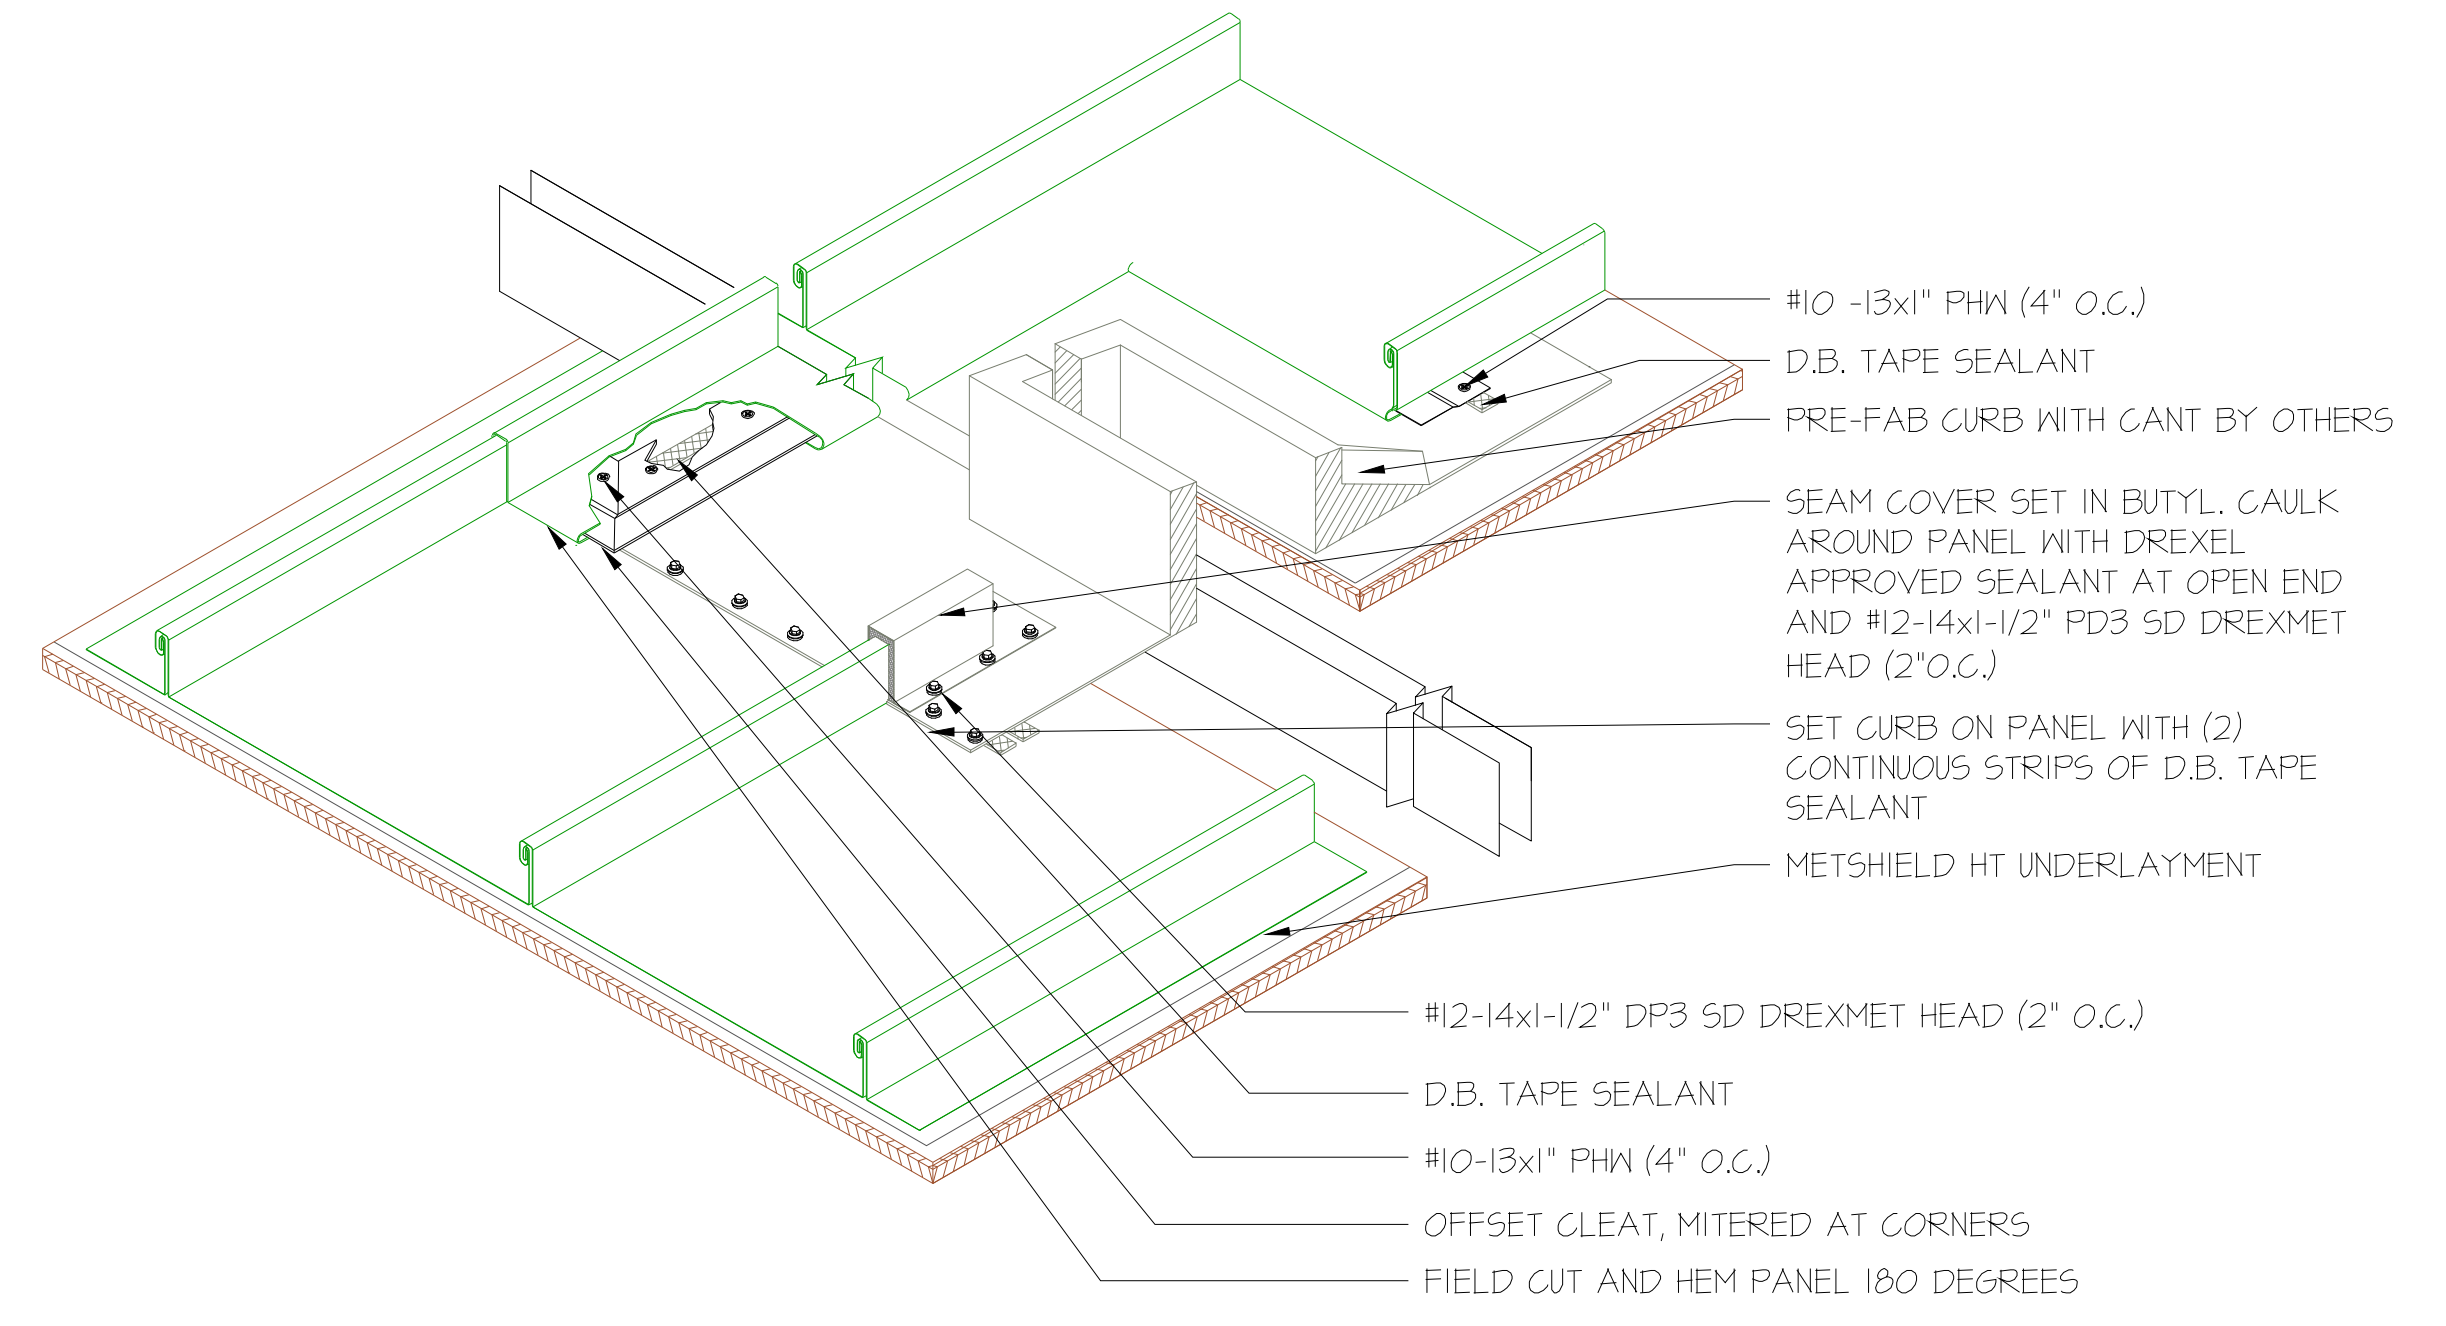 #10 -13x1" PHW (4" O.C.)
D.B. TAPE SEALANT
PRE-FAB CURB WITH CANT BY OTHERS
SEAM COVER SET IN BUTYL. CAULK
AROUND PANEL WITH DREXEL
APPROVED SEALANT AT OPEN END
AND #12-14x1-1/2" PD3 SD DREXMET
HEAD (2"O.C.)
SET CURB ON PANEL WITH (2)
CONTINUOUS STRIPS OF D.B. TAPE
SEALANT
METSHIELD HT UNDERLAYMENT
#12-14x1-1/2" DP3 SD DREXMET HEAD (2" O.C.)
D.B. TAPE SEALANT
#10-13x1" PHW (4" O.C.)
OFFSET CLEAT, MITERED AT CORNERS
FIELD CUT AND HEM PANEL 180 DEGREES